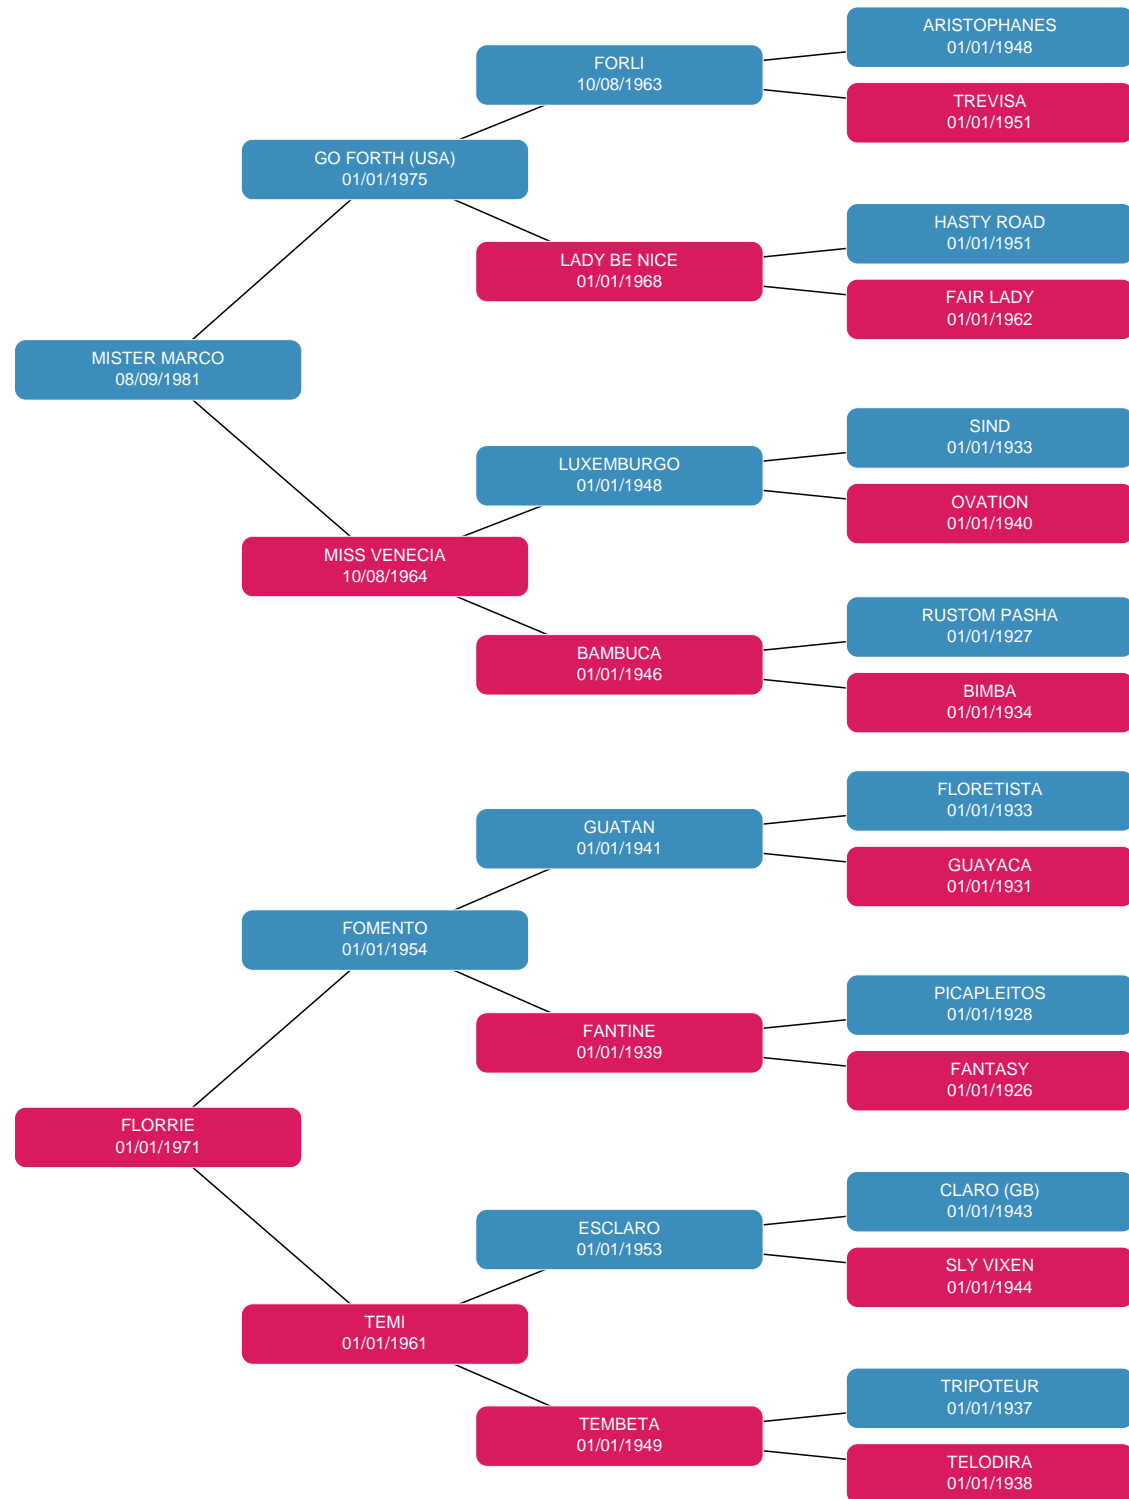 ARISTOPHANES
01/01/1948
FORLI
10/08/1963
TREVISA
01/01/1951
GO FORTH (USA)
01/01/1975
HASTY ROAD
01/01/1951
LADY BE NICE
01/01/1968
FAIR LADY
01/01/1962
MISTER MARCO
08/09/1981
SIND
01/01/1933
LUXEMBURGO
01/01/1948
OVATION
01/01/1940
MISS VENECIA
10/08/1964
RUSTOM PASHA
01/01/1927
BAMBUCA
01/01/1946
BIMBA
01/01/1934
FLORETISTA
01/01/1933
GUATAN
01/01/1941
GUAYACA
01/01/1931
FOMENTO
01/01/1954
PICAPLEITOS
01/01/1928
FANTINE
01/01/1939
FANTASY
01/01/1926
FLORRIE
01/01/1971
CLARO (GB)
01/01/1943
ESCLARO
01/01/1953
SLY VIXEN
01/01/1944
TEMI
01/01/1961
TRIPOTEUR
01/01/1937
TEMBETA
01/01/1949
TELODIRA
01/01/1938